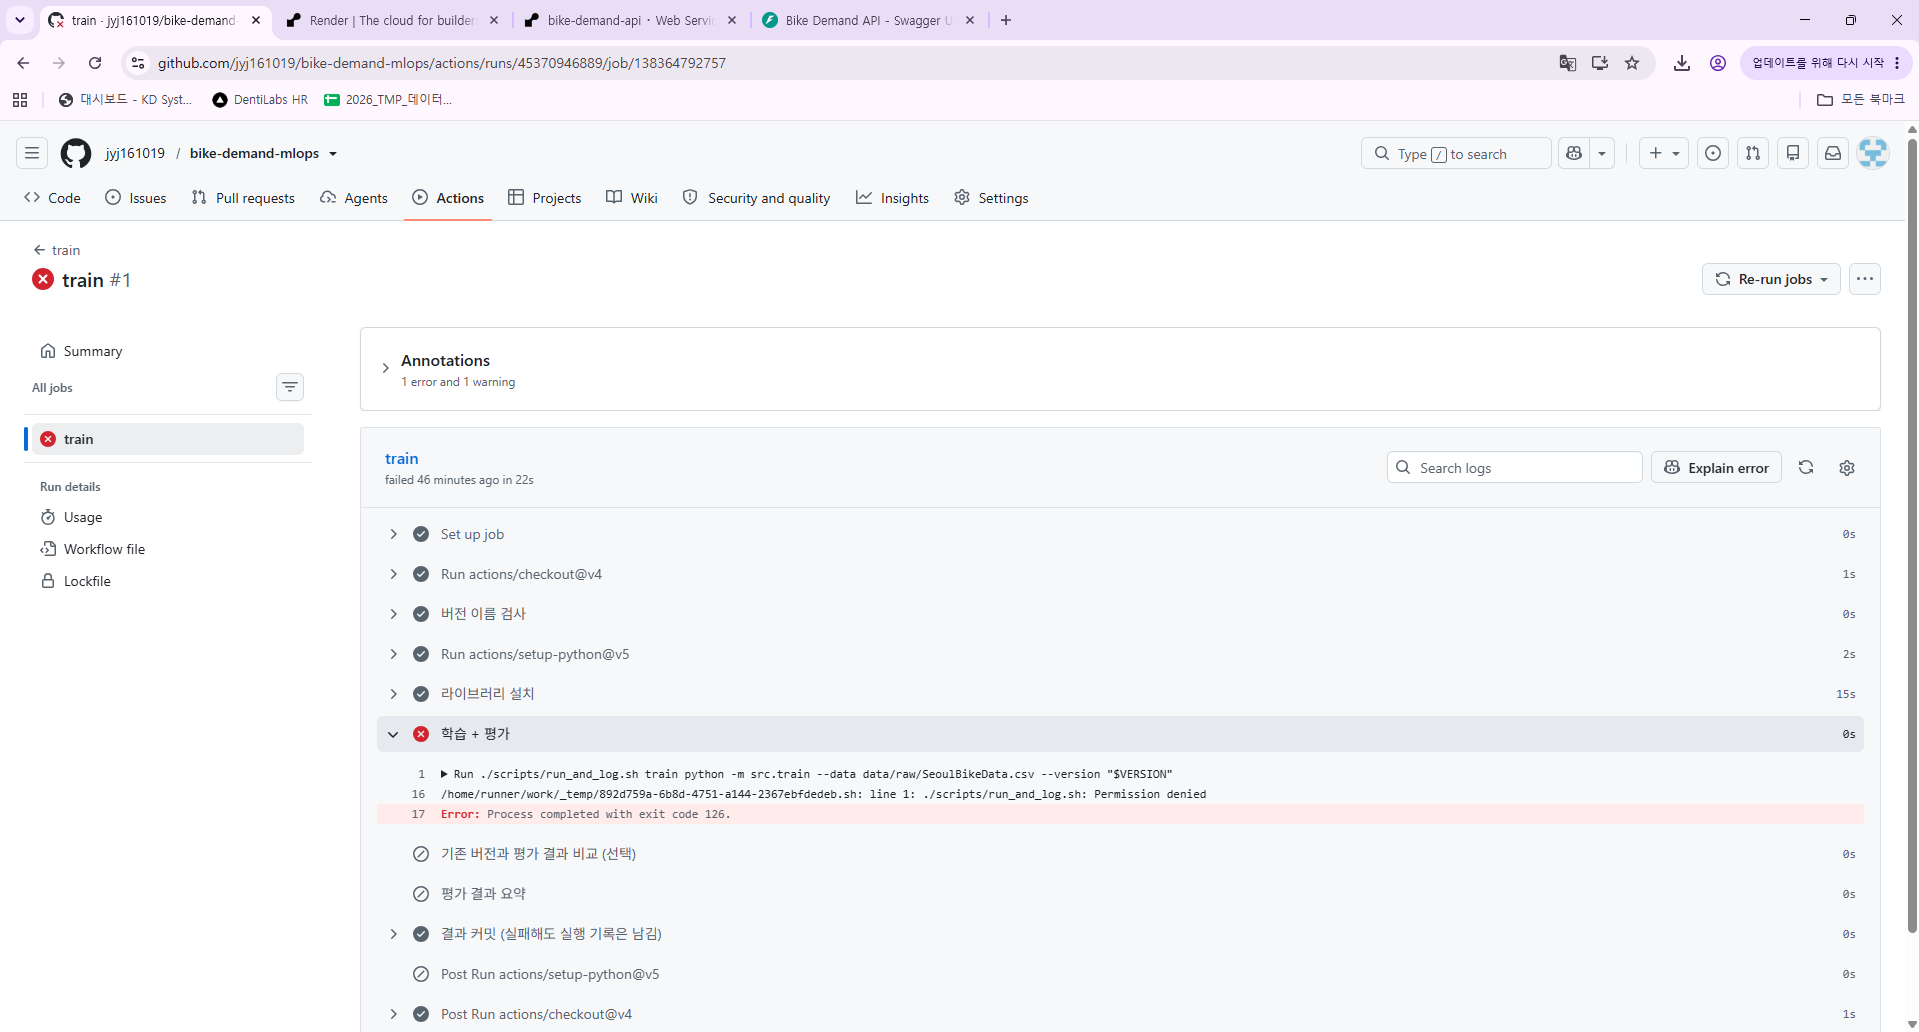 train · jyj161019/bike-demand-
Render | The cloud for builder
bike-demand-api · Web Servic
Bike Demand API - Swagger U
github.com/jyj161019/bike-demand-mlops/actions/runs/45370946889/job/138364792757
업데이트를 위해 다시 시작
대시보드 - KD Syst...
DentiLabs HR
2026_TMP_데이터...
모든 북마크
jyj161019 / bike-demand-mlops
Type / to search
Code
Issues
Pull requests
Agents
Actions
Projects
Wiki
Security and quality
Insights
Settings
train
train #1
Re-run jobs
Summary
All jobs
train
Run details
Usage
Workflow file
Lockfile
Annotations
1 error and 1 warning
train
failed 46 minutes ago in 22s
Search logs
Explain error
Set up job 0s
Run actions/checkout@v4 1s
버전 이름 검사 0s
Run actions/setup-python@v5 2s
라이브러리 설치 15s
학습 + 평가 0s
1 Run ./scripts/run_and_log.sh train python -m src.train --data data/raw/SeoulBikeData.csv --version "$VERSION"
16 /home/runner/work/_temp/892d759a-6b8d-4751-a144-2367ebfdedeb.sh: line 1: ./scripts/run_and_log.sh: Permission denied
17 Error: Process completed with exit code 126.
기존 버전과 평가 결과 비교 (선택) 0s
평가 결과 요약 0s
결과 커밋 (실패해도 실행 기록은 남김) 0s
Post Run actions/setup-python@v5 0s
Post Run actions/checkout@v4 1s